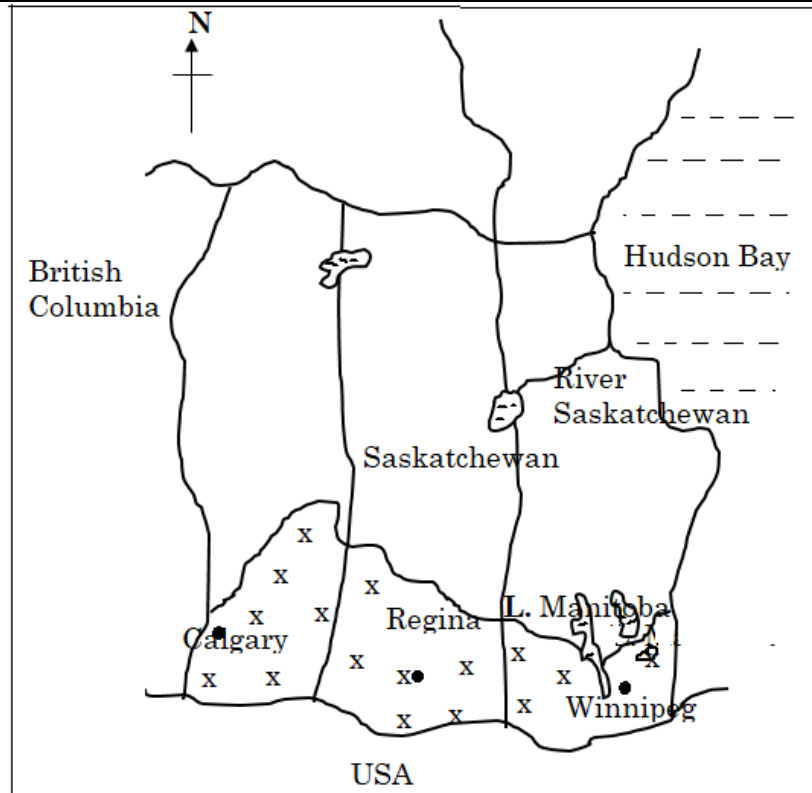 N
British
Columbia
Hudson Bay
River
Saskatchewan
Saskatchewan
x
x
x
L. Manitoba
x
x
Regina
Calgary
x
x
x
x
x
x
x
x
x
Winnipeg
x
x
x
USA